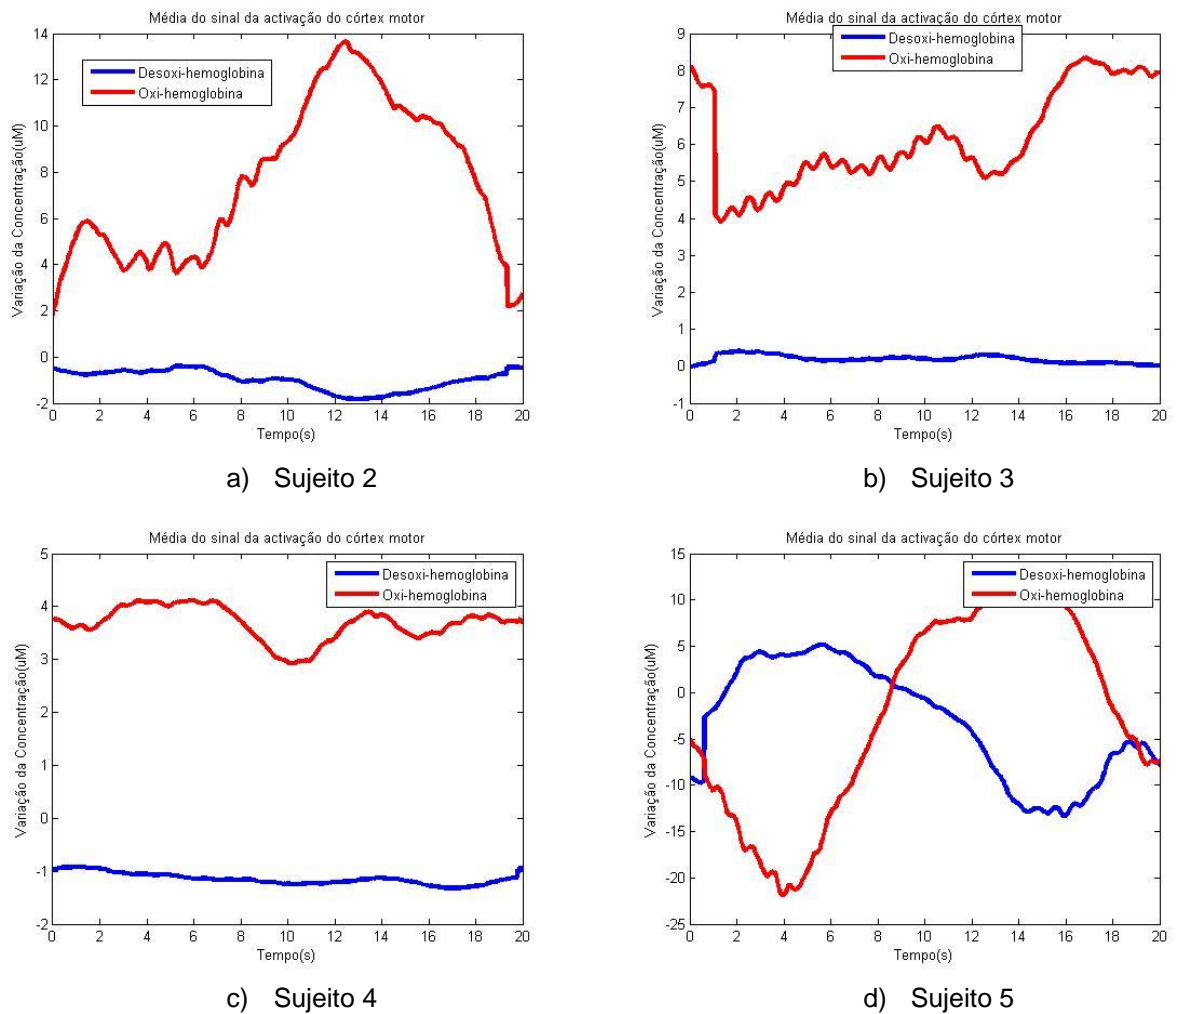 Média do sinal da activação do córtex motor
14
12
10
8
6
4
2
0
-2
Variação da Concentração(uM)
Desoxi-hemoglobina
Oxi-hemoglobina
0 2 4 6 8 10 12 14 16 18 20
Tempo(s)
a) Sujeito 2
Média do sinal da activação do córtex motor
9
8
7
6
5
4
3
2
1
0
-1
Variação da Concentração(uM)
Desoxi-hemoglobina
Oxi-hemoglobina
0 2 4 6 8 10 12 14 16 18 20
Tempo(s)
b) Sujeito 3
Média do sinal da activação do córtex motor
5
4
3
2
1
0
-1
-2
Variação da Concentração(uM)
Desoxi-hemoglobina
Oxi-hemoglobina
0 2 4 6 8 10 12 14 16 18 20
Tempo(s)
c) Sujeito 4
Média do sinal da activação do córtex motor
15
10
5
0
-5
-10
-15
-20
-25
Variação da Concentração(uM)
Desoxi-hemoglobina
Oxi-hemoglobina
0 2 4 6 8 10 12 14 16 18 20
Tempo(s)
d) Sujeito 5